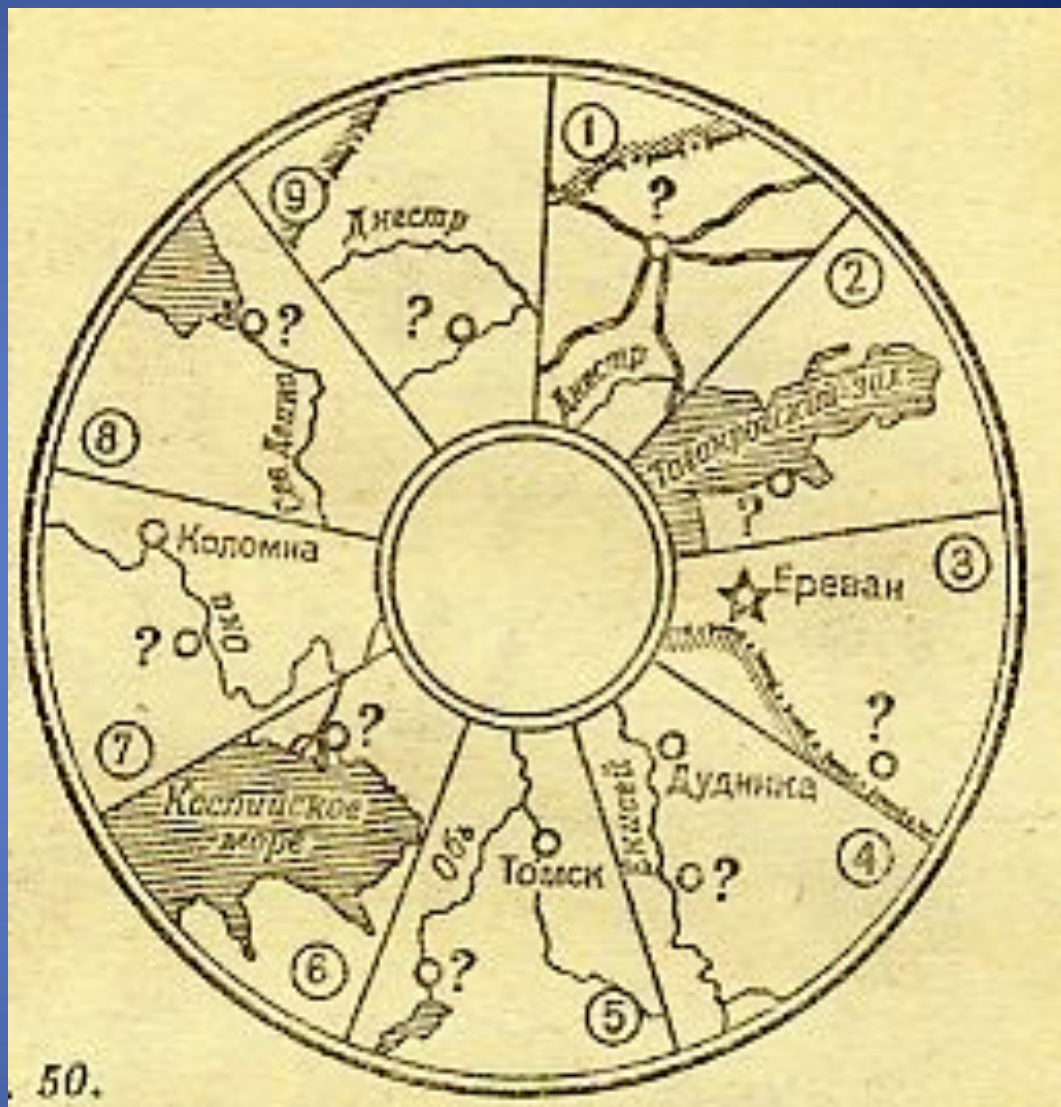 1
?
Днестр
2
Таганрогский зал.
?
3
Ереван
?
4
Енисей
Дудинка
?
5
Обь
Томск
?
6
Каспийское
море
?
7
Коломна
Ока
?
8
?
Сев. Двина
9
Днестр
?
. 50.